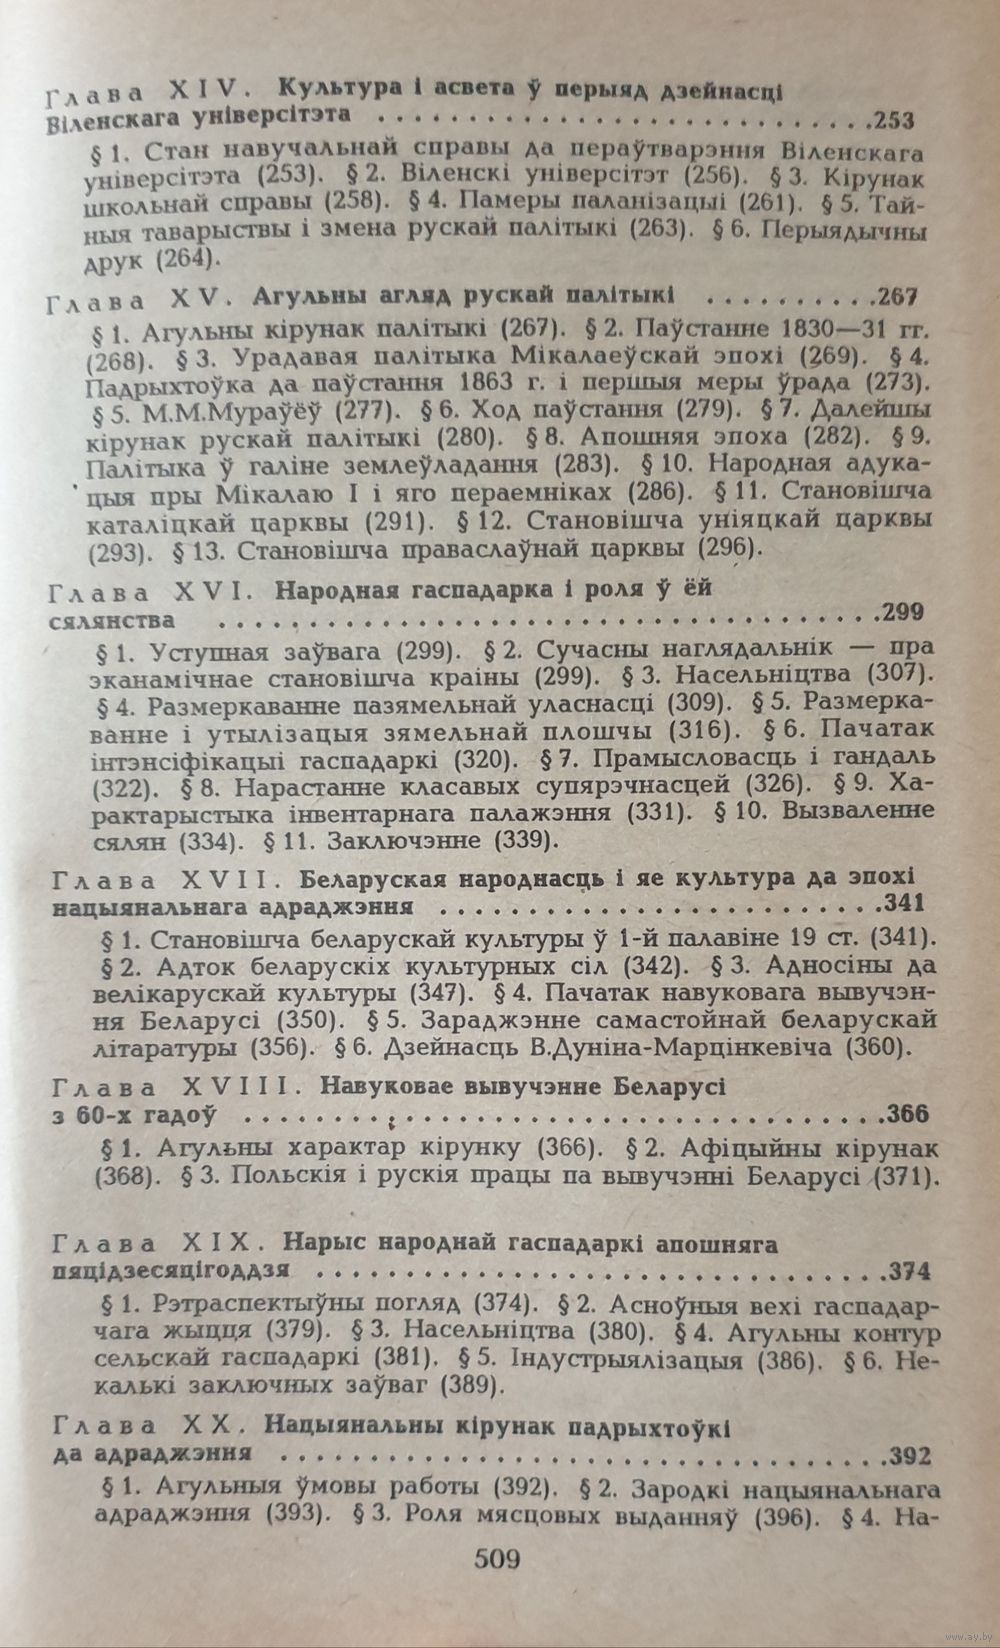 Глава XIV. Культура і асвета ў перыяд дзейнасці
Віленскага універсітэта ............................253
§ 1. Стан навучальнай справы да пераўтварэння Віленскага
універсітэта (253). § 2. Віленскі універсітэт (256). § 3. Кірунак
школьнай справы (258). § 4. Памеры паланізацыі (261). § 5. Тай-
ныя таварыствы і змена рускай палітыкі (263). § 6. Перыядычны
друк (264).
Глава XV. Агульны агляд рускай палітыкі ..........267
§ 1. Агульны кірунак палітыкі (267). § 2. Паўстанне 1830—31 гг.
(268). § 3. Урадавая палітыка Мікалаеўскай эпохі (269). § 4.
Падрыхтоўка да паўстання 1863 г. і першыя меры ўрада (273).
§ 5. М.М.Мураўёў (277). § 6. Ход паўстання (279). § 7. Далейшы
кірунак рускай палітыкі (280). § 8. Апошняя эпоха (282). § 9.
Палітыка ў галіне землеўладання (283). § 10. Народная адука-
цыя пры Мікалаю I і яго пераемніках (286). § 11. Становішча
каталіцкай царквы (291). § 12. Становішча уніяцкай царквы
(293). § 13. Становішча праваслаўнай царквы (296).
Глава XVI. Народная гаспадарка і роля ў ёй
сялянства .....................................299
§ 1. Уступная заўвага (299). § 2. Сучасны наглядальнік — пра
эканамічнае становішча краіны (299). § 3. Насельніцтва (307).
§ 4. Размеркаванне пазямельнай уласнасці (309). § 5. Размерка-
ванне і утылізацыя зямельнай плошчы (316). § 6. Пачатак
інтэнсіфікацыі гаспадаркі (320). § 7. Прамысловасць і гандаль
(322). § 8. Нарастанне класавых супярэчнасцей (326). § 9. Ха-
рактарыстыка інвентарнага палажэння (331). § 10. Вызваленне
сялян (334). § 11. Заключэнне (339).
Глава XVII. Беларуская народнасць і яе культура да эпохі
нацыянальнага адраджэння .........................341
§ 1. Становішча беларускай культуры ў 1-й палавіне 19 ст. (341).
§ 2. Адток беларускіх культурных сіл (342). § 3. Адносіны да
велікарускай культуры (347). § 4. Пачатак навуковага вывучэн-
ня Беларусі (350). § 5. Зараджэнне самастойнай беларускай
літаратуры (356). § 6. Дзейнасць В.Дуніна-Марцінкевіча (360).
Глава XVIII. Навуковае вывучэнне Беларусі
з 60-х гадоў ....................................366
§ 1. Агульны характар кірунку (366). § 2. Афіцыйны кірунак
(368). § 3. Польскія і рускія працы па вывучэнні Беларусі (371).
Глава XIX. Нарыс народнай гаспадаркі апошняга
пяцідзесяцігоддзя ................................374
§ 1. Рэтраспектыўны погляд (374). § 2. Асноўныя вехі гаспадар-
чага жыцця (379). § 3. Насельніцтва (380). § 4. Агульны контур
сельскай гаспадаркі (381). § 5. Індустрыялізацыя (386). § 6. Не-
калькі заключных заўваг (389).
Глава XX. Нацыянальны кірунак падрыхтоўкі
да адраджэння ..................................392
§ 1. Агульныя ўмовы работы (392). § 2. Зародкі нацыянальнага
адраджэння (393). § 3. Роля мясцовых выданняў (396). § 4. На-
509
www.ay.by